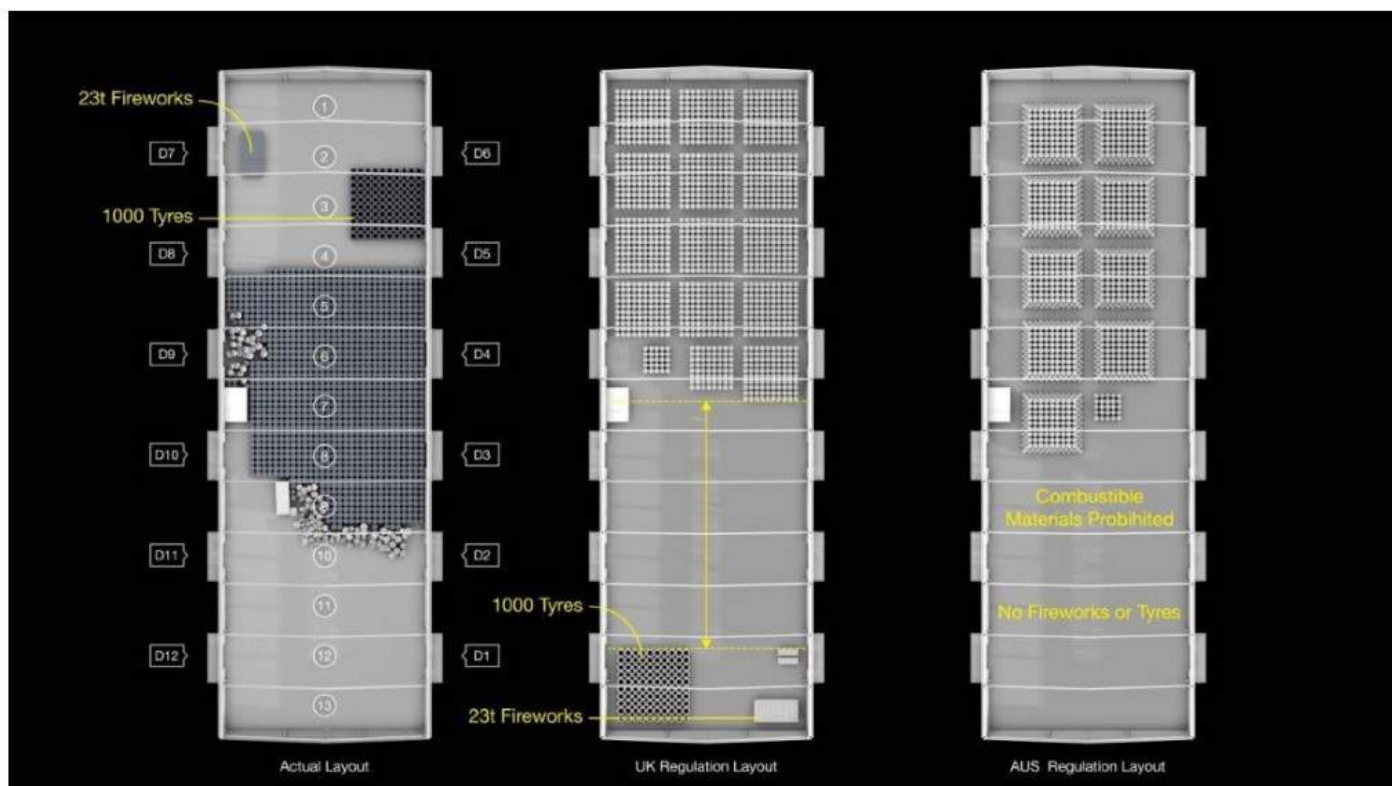 23t Fireworks
1000 Tyres
D7
D8
D9
D10
D11
D12
1
2
3
4
5
6
7
8
9
10
11
12
13
D6
D5
D4
D3
D2
D1
Actual Layout
1000 Tyres
23t Fireworks
UK Regulation Layout
Combustible
Materials Probihited
No Fireworks or Tyres
AUS Regulation Layout